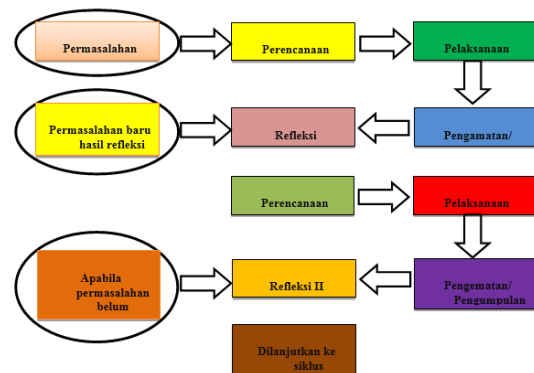 Permasalahan
Perencanaan
Pelaksanaan
Permasalahan baru
hasil refleksi
Refleksi
Pengamatan/
Perencanaan
Pelaksanaan
Apabila
permasalahan
belum
Refleksi II
Pengematan/
Pengumpulan
Dilanjutkan ke
siklus